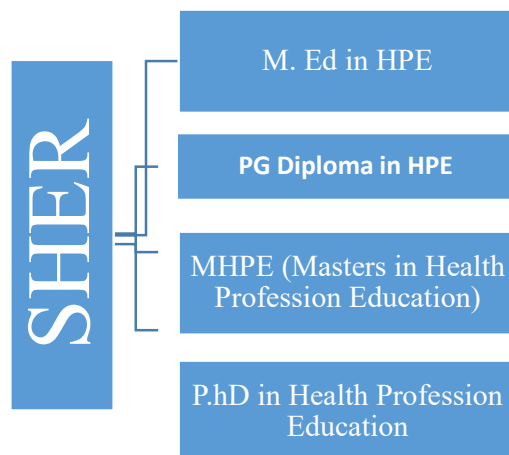 SHER
M. Ed in HPE
PG Diploma in HPE
MHPE (Masters in Health
Profession Education)
P.hD in Health Profession
Education